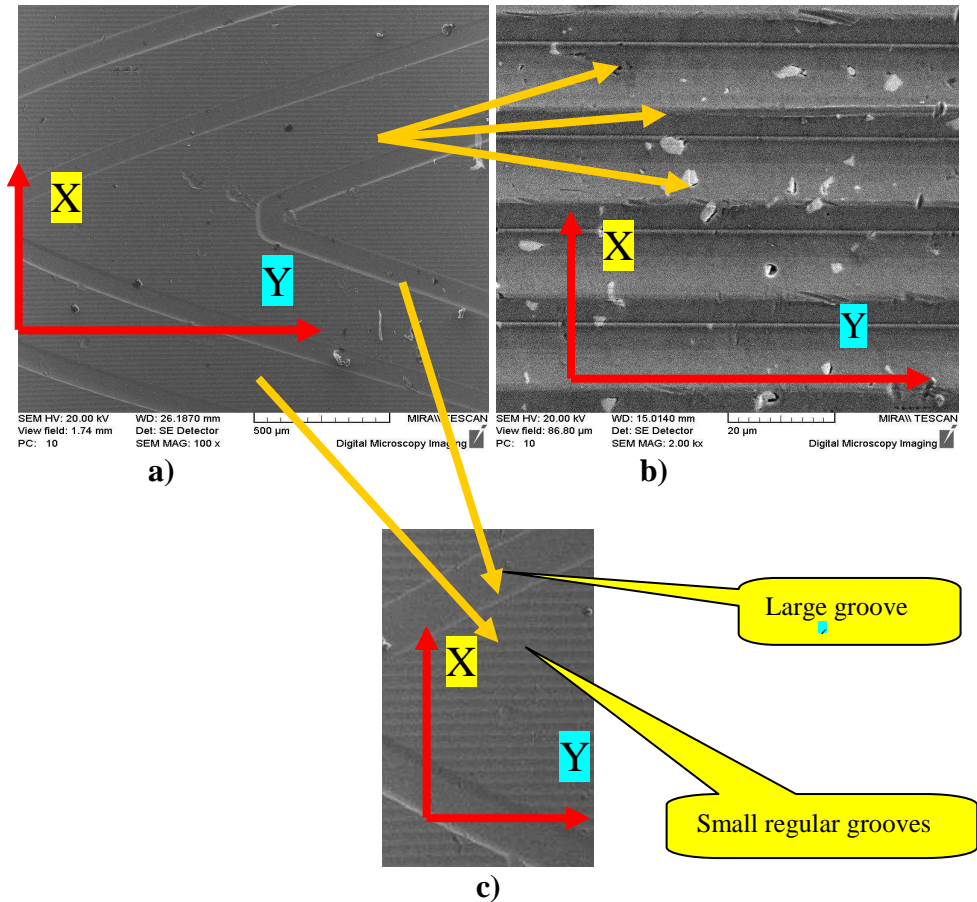 X
Y
SEM HV: 20.00 kV WD: 26.1870 mm MIRA\\ TESCAN
View field: 1.74 mm Det: SE Detector 500 µm
PC: 10 SEM MAG: 100 x Digital Microscopy Imaging
a)
X
Y
SEM HV: 20.00 kV WD: 15.0140 mm MIRA\\ TESCAN
View field: 86.80 µm Det: SE Detector 20 µm
PC: 10 SEM MAG: 2.00 kx Digital Microscopy Imaging
b)
Large groove
X
Y
Small regular grooves
c)